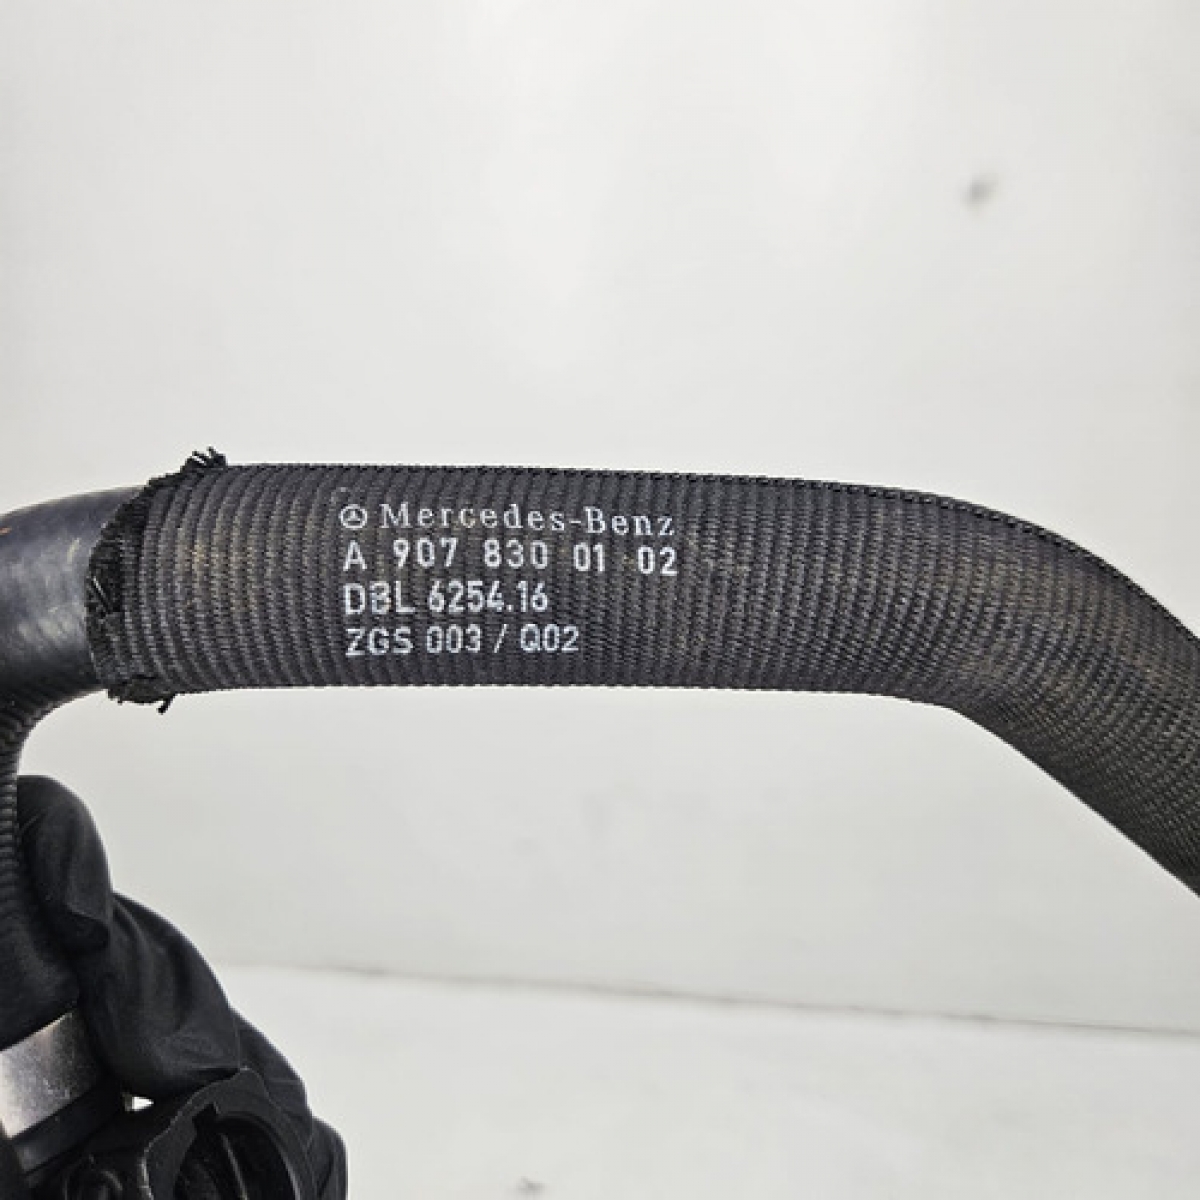 Mercedes-Benz
A 907 830 01 02
DBL 6254.16
ZGS 003 / Q02